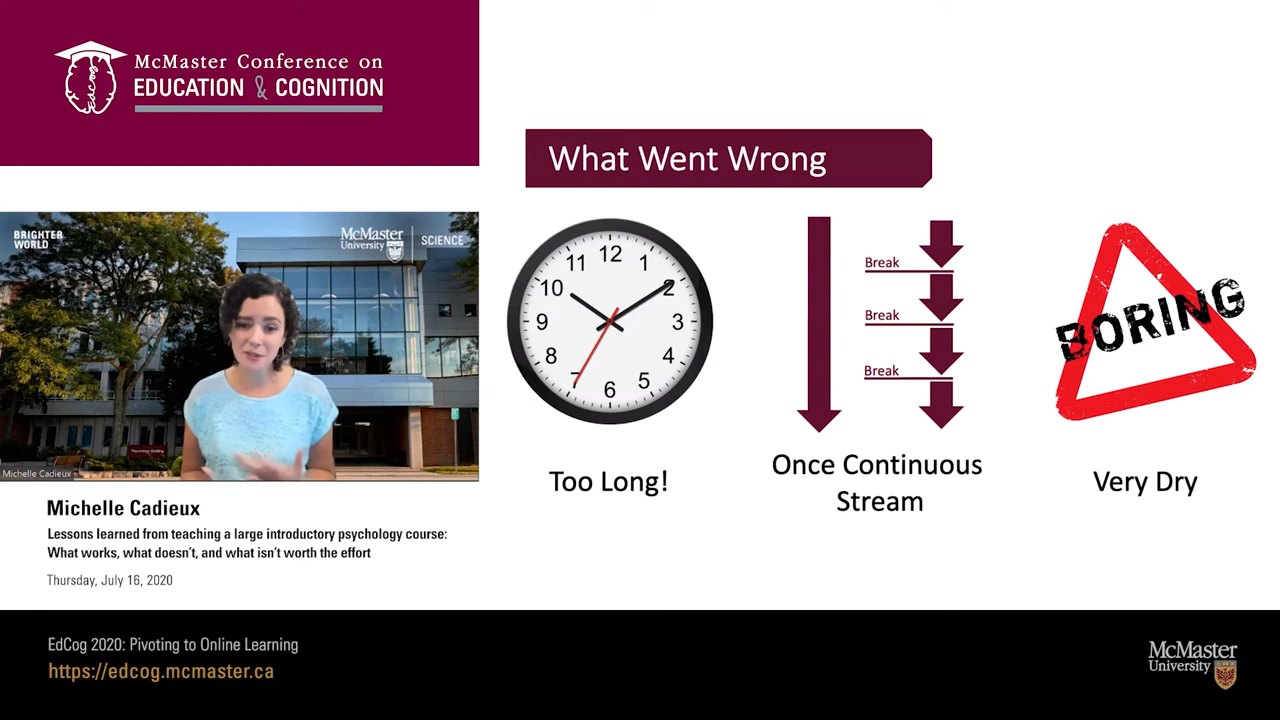 McMaster Conference on
EDUCATION & COGNITION
edcog
BRIGHTER
WORLD
McMaster
University
SCIENCE
Psychology Building
Michelle Cadieux
Michelle Cadieux
Lessons learned from teaching a large introductory psychology course:
What works, what doesn't, and what isn't worth the effort
Thursday, July 16, 2020
What Went Wrong
12
1
2
3
4
5
6
7
8
9
10
11
Too Long!
Break
Break
Break
Once Continuous
Stream
BORING
Very Dry
EdCog 2020: Pivoting to Online Learning
https://edcog.mcmaster.ca
McMaster
University